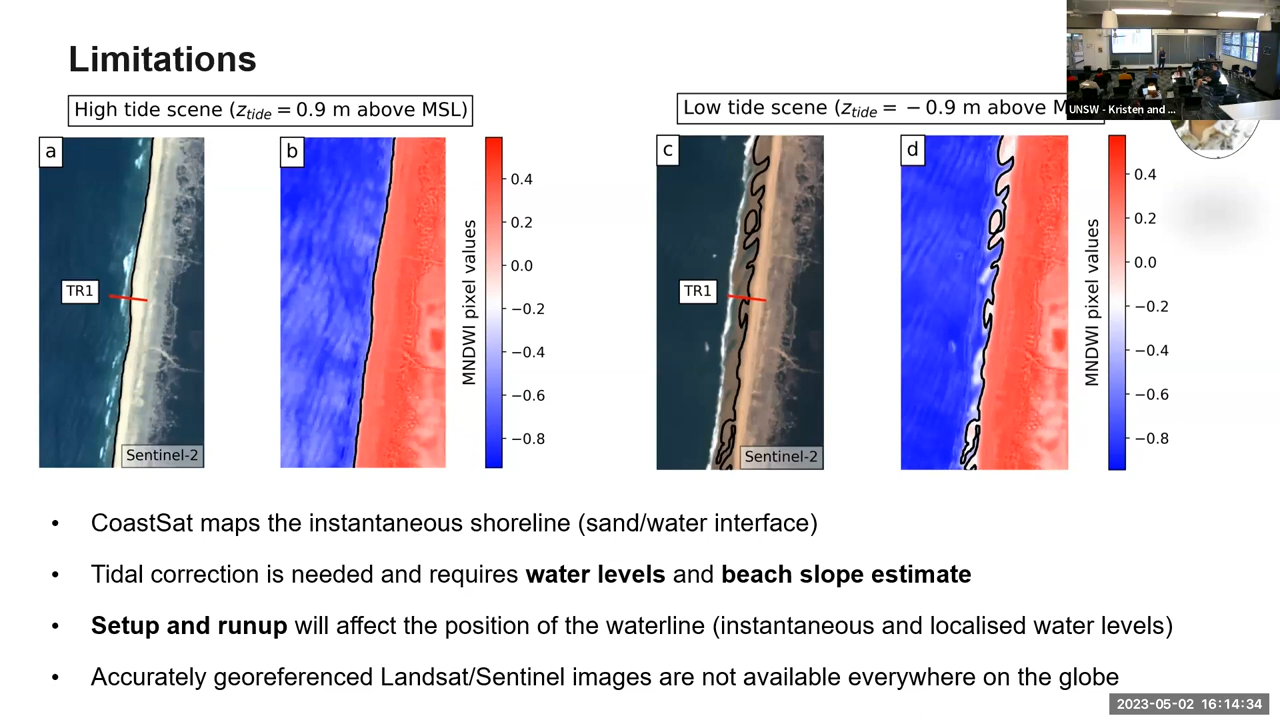 Limitations
High tide scene (z_tide = 0.9 m above MSL)
Low tide scene (z_tide = − 0.9 m above M
UNSW - Kristen and ...
a
b
c
d
0.4
0.2
0.0
−0.2
−0.4
−0.6
−0.8
MNDWI pixel values
TR1
Sentinel-2
0.4
0.2
0.0
−0.2
−0.4
−0.6
−0.8
MNDWI pixel values
TR1
Sentinel-2
• CoastSat maps the instantaneous shoreline (sand/water interface)
• Tidal correction is needed and requires water levels and beach slope estimate
• Setup and runup will affect the position of the waterline (instantaneous and localised water levels)
• Accurately georeferenced Landsat/Sentinel images are not available everywhere on the globe
2023-05-02 16:14:34